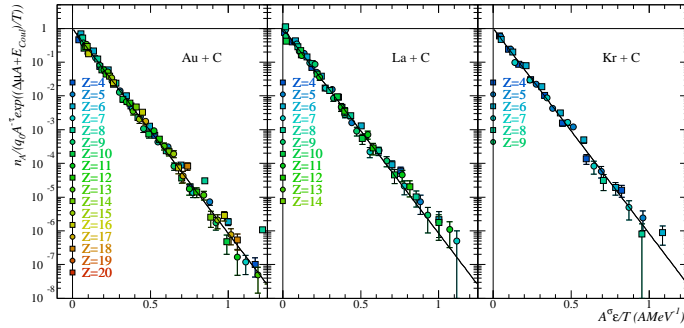 Au + C
La + C
Kr + C
n_A/(q_0A^{-τ}exp((ΔμA+E_{Coul})/T))
1
10^{-1}
10^{-2}
10^{-3}
10^{-4}
10^{-5}
10^{-6}
10^{-7}
10^{-8}
Z=4
Z=5
Z=6
Z=7
Z=8
Z=9
Z=10
Z=11
Z=12
Z=13
Z=14
Z=15
Z=16
Z=17
Z=18
Z=19
Z=20
Z=4
Z=5
Z=6
Z=7
Z=8
Z=9
Z=10
Z=11
Z=12
Z=13
Z=14
Z=4
Z=5
Z=6
Z=7
Z=8
Z=9
0 0.5 1 0 0.5 1 0 0.5 1
A^σε/T (AMeV^{-1})